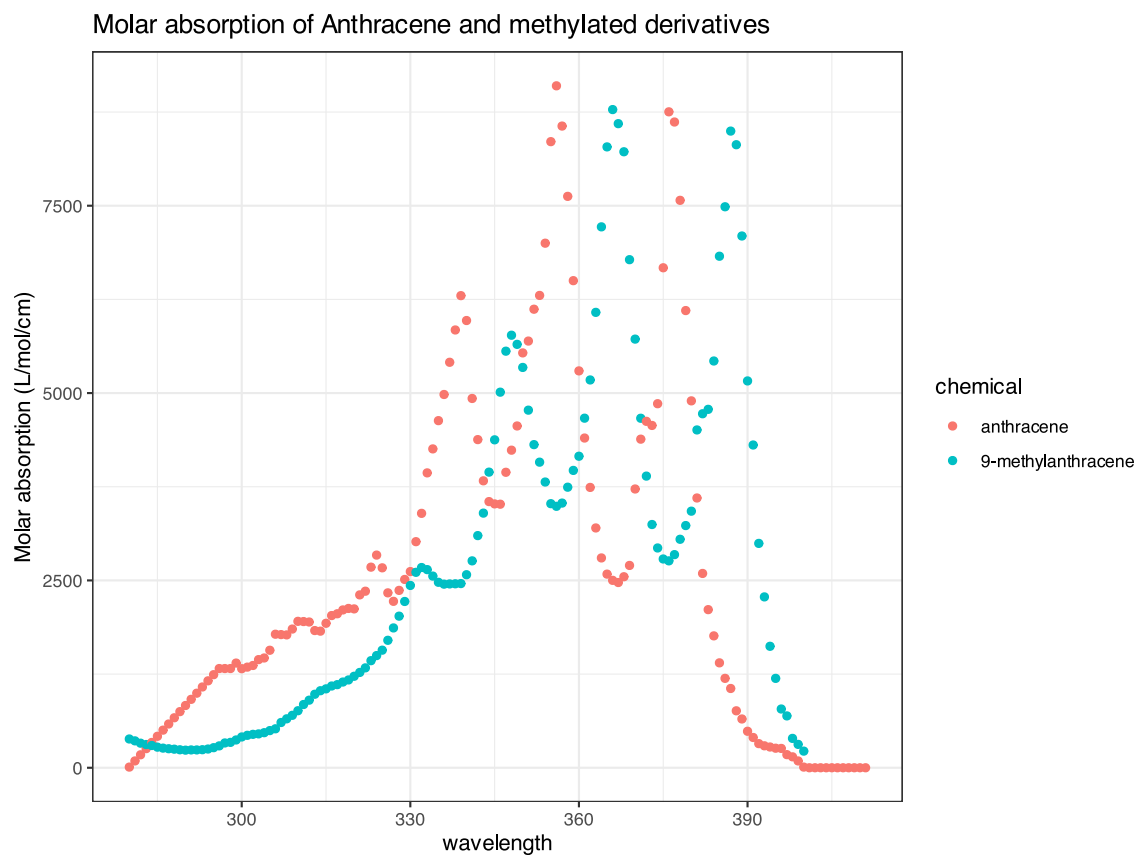 Molar absorption of Anthracene and methylated derivatives
Molar absorption (L/mol/cm)
7500
5000
2500
0
300
330
360
390
wavelength
chemical
anthracene
9-methylanthracene